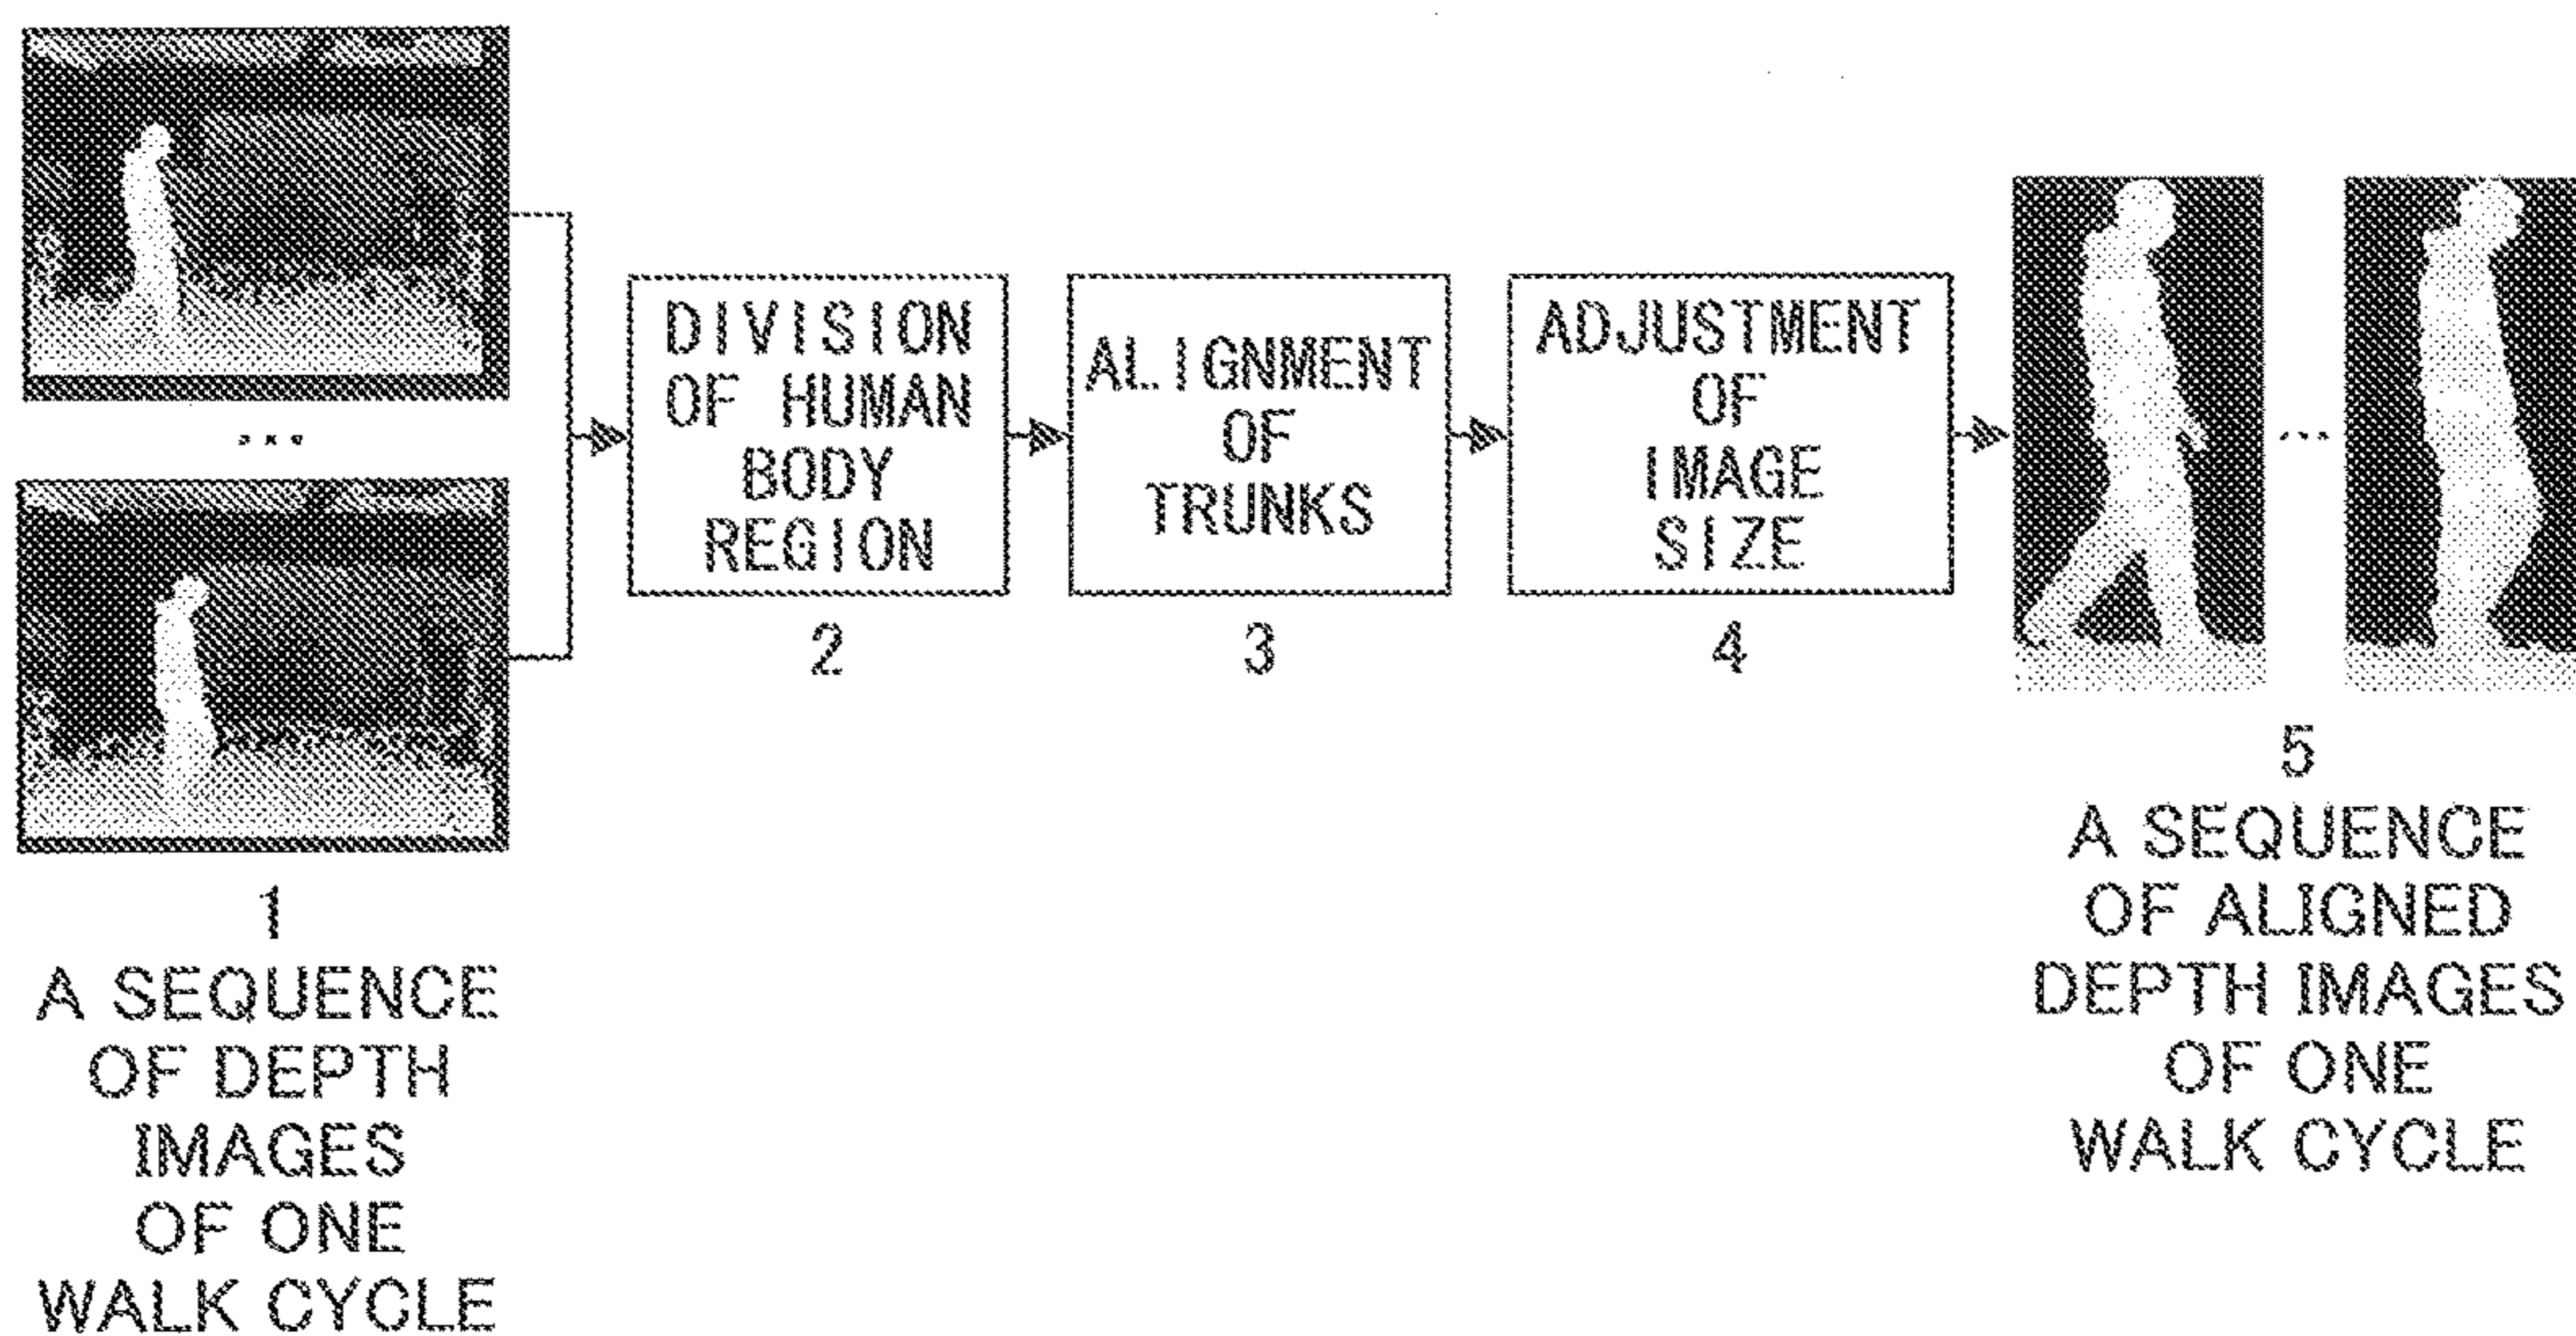 DIVISION
OF HUMAN
BODY
REGION
2
ALIGNMENT
OF
TRUNKS
3
ADJUSTMENT
OF
IMAGE
SIZE
4
1
A SEQUENCE
OF DEPTH
IMAGES
OF ONE
WALK CYCLE
5
A SEQUENCE
OF ALIGNED
DEPTH IMAGES
OF ONE
WALK CYCLE